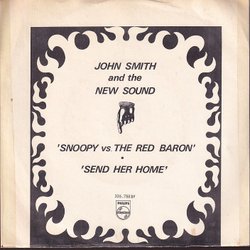 JOHN SMITH
and the
NEW SOUND
'SNOOPY vs THE RED BARON'
'SEND HER HOME'
PHILIPS